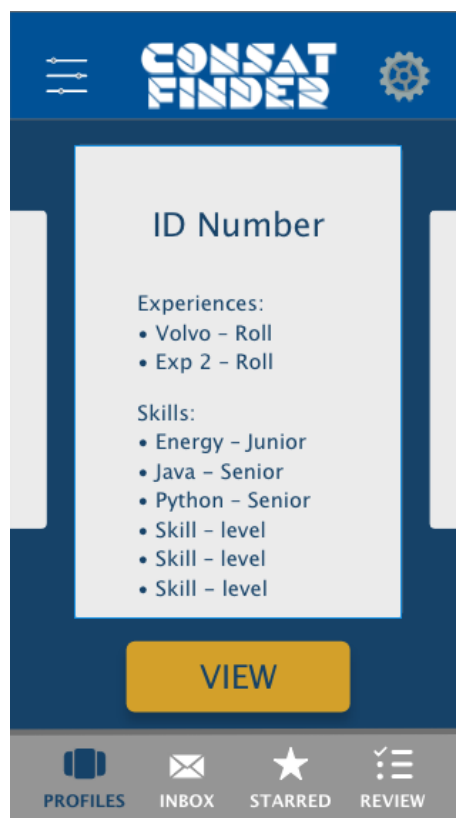 CONSAT
FINDER
ID Number
Experiences:
• Volvo – Roll
• Exp 2 – Roll
Skills:
• Energy – Junior
• Java – Senior
• Python – Senior
• Skill – level
• Skill – level
• Skill – level
VIEW
PROFILES INBOX STARRED REVIEW